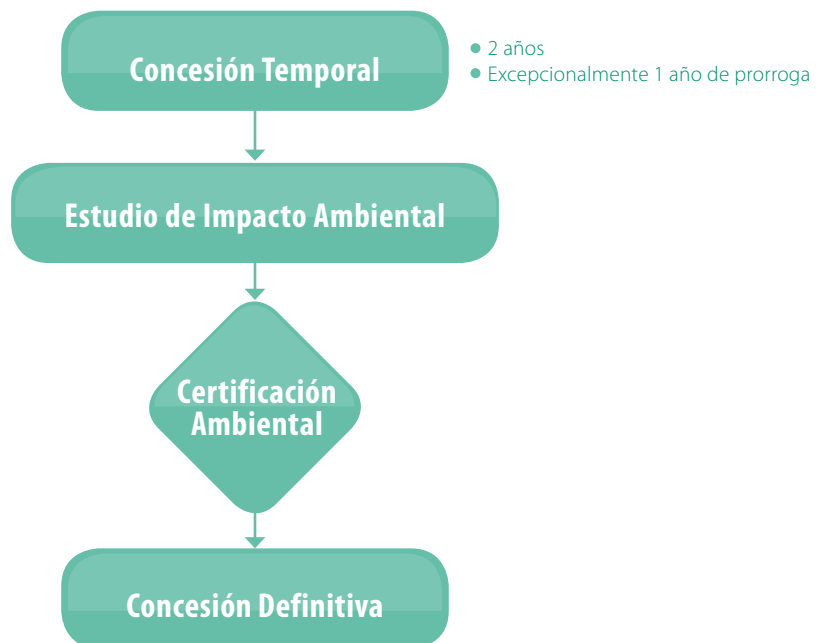 Concesión Temporal
• 2 años
• Excepcionalmente 1 año de prorroga
Estudio de Impacto Ambiental
Certificación
Ambiental
Concesión Definitiva